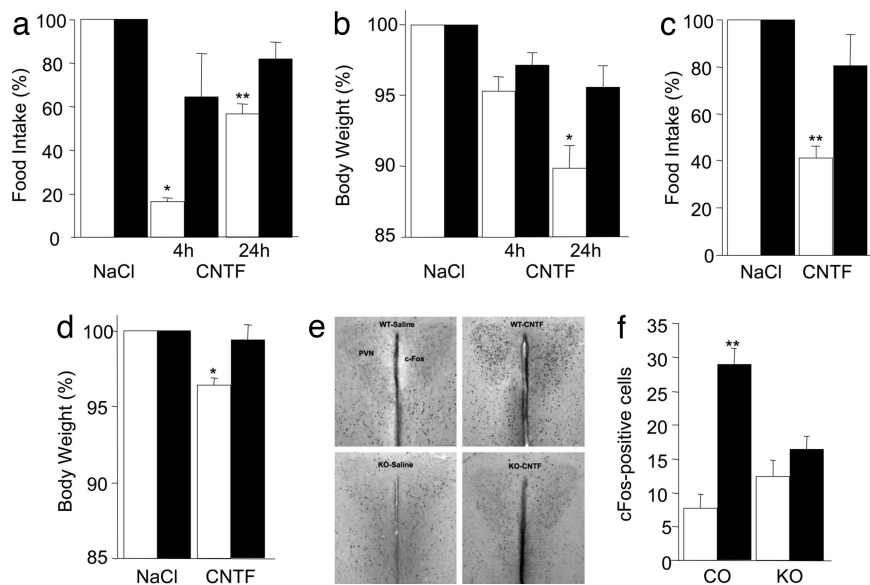 a
Food Intake (%)
100
80
60
40
20
0
*
**
4h
24h
NaCl
CNTF
b
Body Weight (%)
100
95
90
85
*
4h
24h
NaCl
CNTF
c
Food Intake (%)
100
80
60
40
80
0
**
NaCl
CNTF
d
Body Weight (%)
100
95
90
85
*
NaCl
CNTF
e
WT-Saline
PVN
c-Fos
WT-CNTF
KO-Saline
KO-CNTF
f
cFos-positive cells
35
30
25
20
15
10
5
0
**
CO
KO